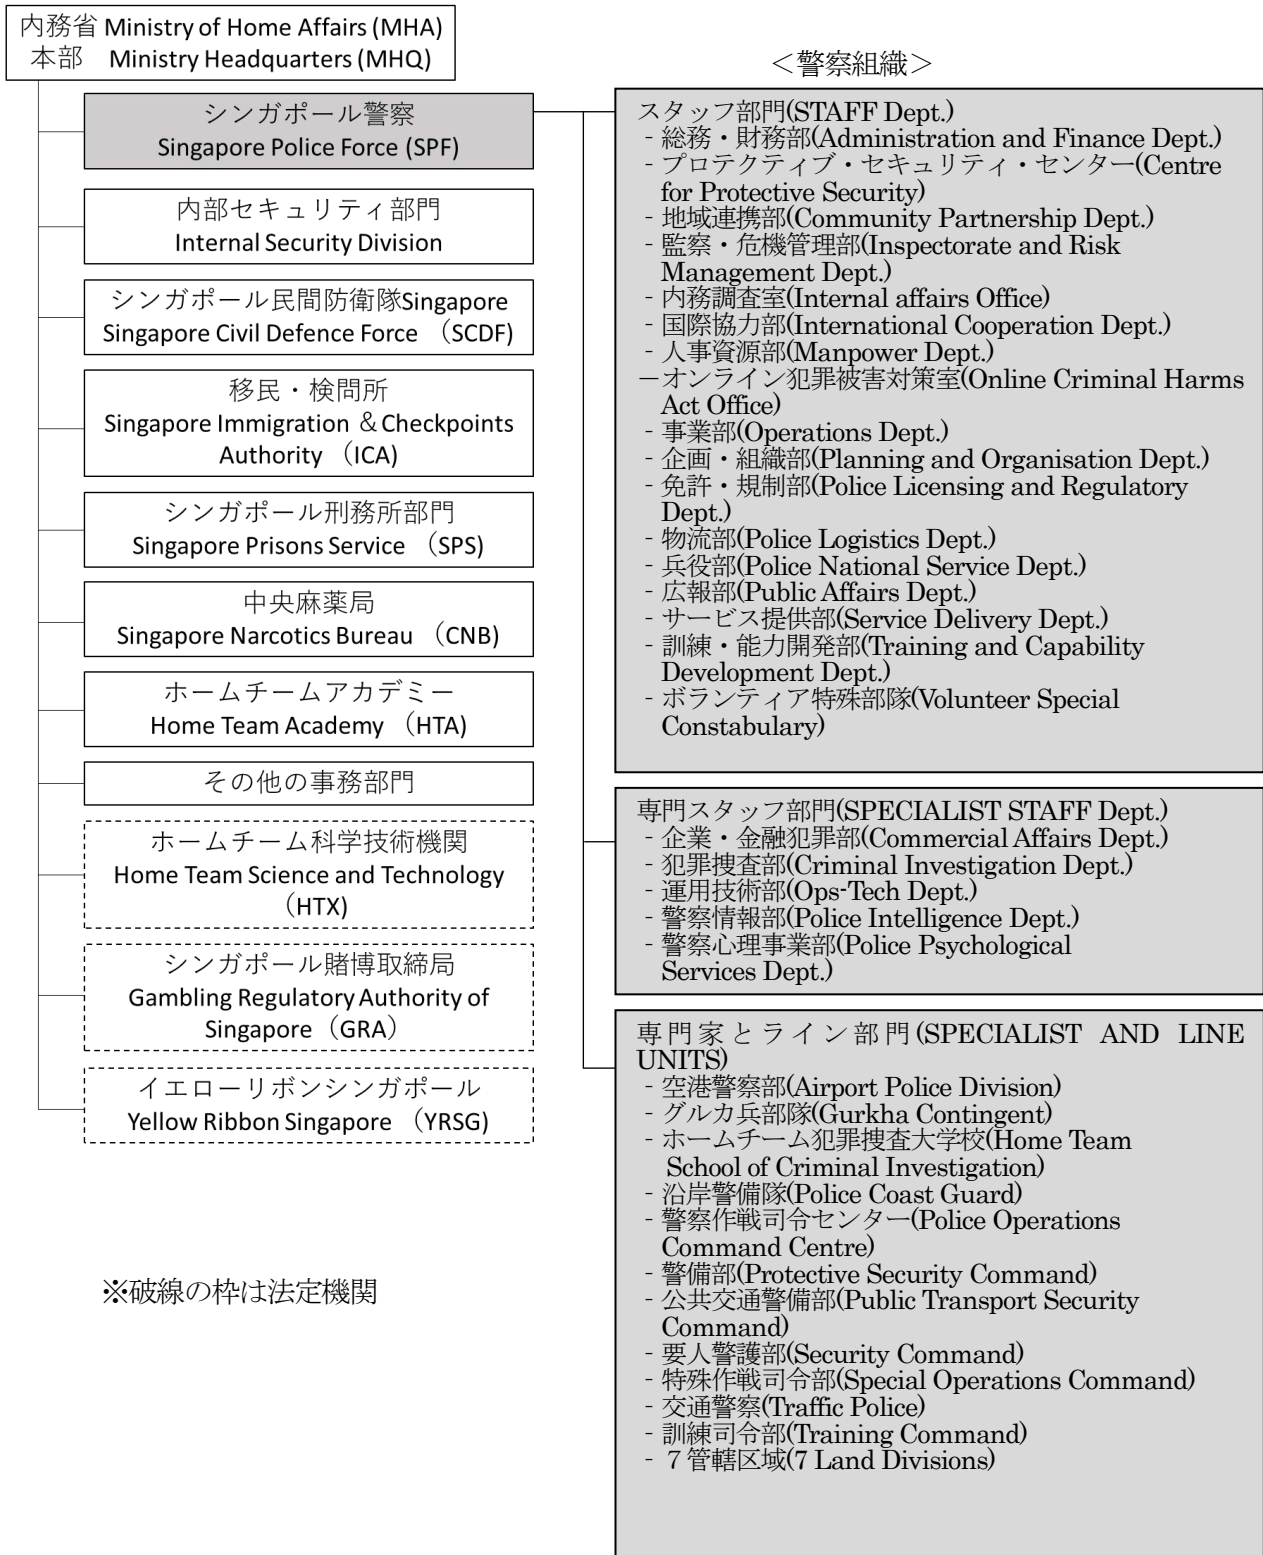 内務省 Ministry of Home Affairs (MHA)
本部 Ministry Headquarters (MHQ)
シンガポール警察
Singapore Police Force (SPF)
内部セキュリティ部門
Internal Security Division
シンガポール民間防衛隊Singapore
Singapore Civil Defence Force （SCDF)
移民・検問所
Singapore Immigration ＆Checkpoints
Authority （ICA)
シンガポール刑務所部門
Singapore Prisons Service （SPS)
中央麻薬局
Singapore Narcotics Bureau （CNB)
ホームチームアカデミー
Home Team Academy （HTA)
その他の事務部門
ホームチーム科学技術機関
Home Team Science and Technology
（HTX)
シンガポール賭博取締局
Gambling Regulatory Authority of
Singapore（GRA）
イエローリボンシンガポール
Yellow Ribbon Singapore （YRSG)
※破線の枠は法定機関
＜警察組織＞
スタッフ部門(STAFF Dept.)
- 総務・財務部(Administration and Finance Dept.)
- プロテクティブ・セキュリティ・センター(Centre
for Protective Security)
- 地域連携部(Community Partnership Dept.)
- 監察・危機管理部(Inspectorate and Risk
Management Dept.)
- 内務調査室(Internal affairs Office)
- 国際協力部(International Cooperation Dept.)
- 人事資源部(Manpower Dept.)
－オンライン犯罪被害対策室(Online Criminal Harms
Act Office)
- 事業部(Operations Dept.)
- 企画・組織部(Planning and Organisation Dept.)
- 免許・規制部(Police Licensing and Regulatory
Dept.)
- 物流部(Police Logistics Dept.)
- 兵役部(Police National Service Dept.)
- 広報部(Public Affairs Dept.)
- サービス提供部(Service Delivery Dept.)
- 訓練・能力開発部(Training and Capability
Development Dept.)
- ボランティア特殊部隊(Volunteer Special
Constabulary)
専門スタッフ部門(SPECIALIST STAFF Dept.)
- 企業・金融犯罪部(Commercial Affairs Dept.)
- 犯罪捜査部(Criminal Investigation Dept.)
- 運用技術部(Ops-Tech Dept.)
- 警察情報部(Police Intelligence Dept.)
- 警察心理事業部(Police Psychological
Services Dept.)
専門家とライン部門(SPECIALIST AND LINE
UNITS)
- 空港警察部(Airport Police Division)
- グルカ兵部隊(Gurkha Contingent)
- ホームチーム犯罪捜査大学校(Home Team
School of Criminal Investigation)
- 沿岸警備隊(Police Coast Guard)
- 警察作戦司令センター(Police Operations
Command Centre)
- 警備部(Protective Security Command)
- 公共交通警備部(Public Transport Security
Command)
- 要人警護部(Security Command)
- 特殊作戦司令部(Special Operations Command)
- 交通警察(Traffic Police)
- 訓練司令部(Training Command)
- ７管轄区域(7 Land Divisions)